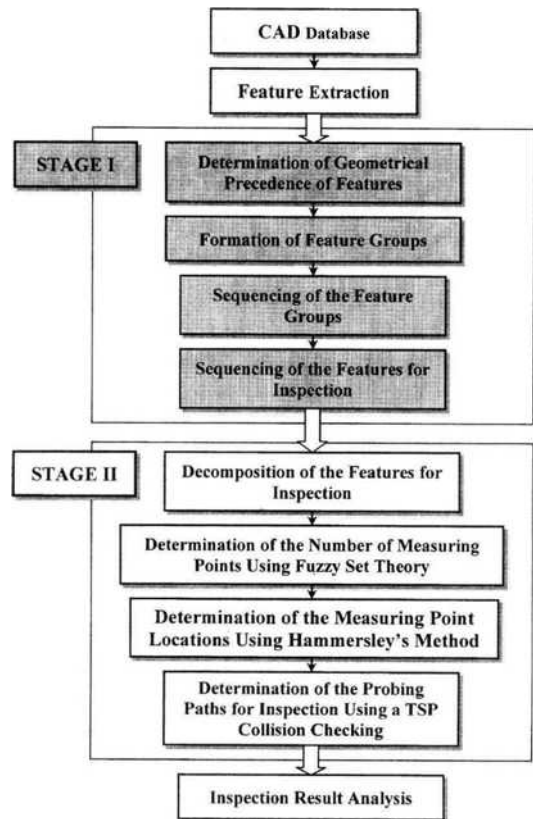 CAD Database
Feature Extraction
STAGE I
Determination of Geometrical
Precedence of Features
Formation of Feature Groups
Sequencing of the Feature
Groups
Sequencing of the Features for
Inspection
STAGE II
Decomposition of the Features for
Inspection
Determination of the Number of Measuring
Points Using Fuzzy Set Theory
Determination of the Measuring Point
Locations Using Hammersley's Method
Determination of the Probing
Paths for Inspection Using a TSP
Collision Checking
Inspection Result Analysis